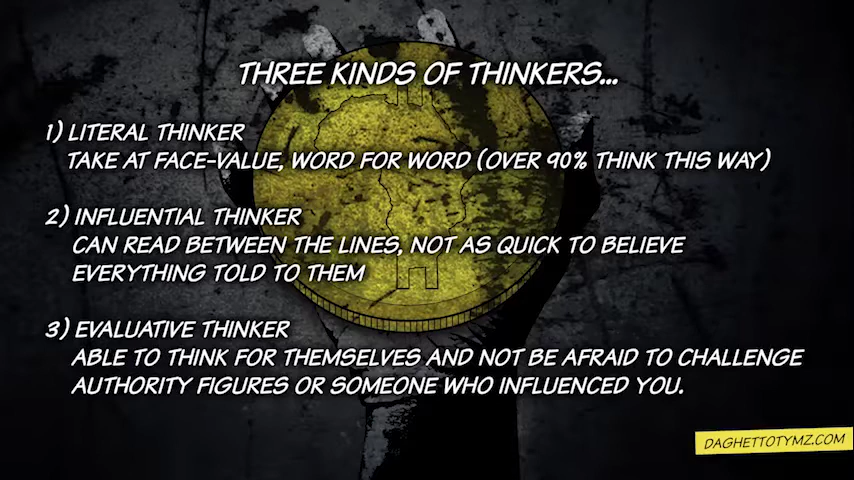 THREE KINDS OF THINKERS...
1) LITERAL THINKER
TAKE AT FACE-VALUE, WORD FOR WORD (OVER 90% THINK THIS WAY)
2) INFLUENTIAL THINKER
CAN READ BETWEEN THE LINES, NOT AS QUICK TO BELIEVE
EVERYTHING TOLD TO THEM
3) EVALUATIVE THINKER
ABLE TO THINK FOR THEMSELVES AND NOT BE AFRAID TO CHALLENGE
AUTHORITY FIGURES OR SOMEONE WHO INFLUENCED YOU.
DAGHETTOTYMZ.COM